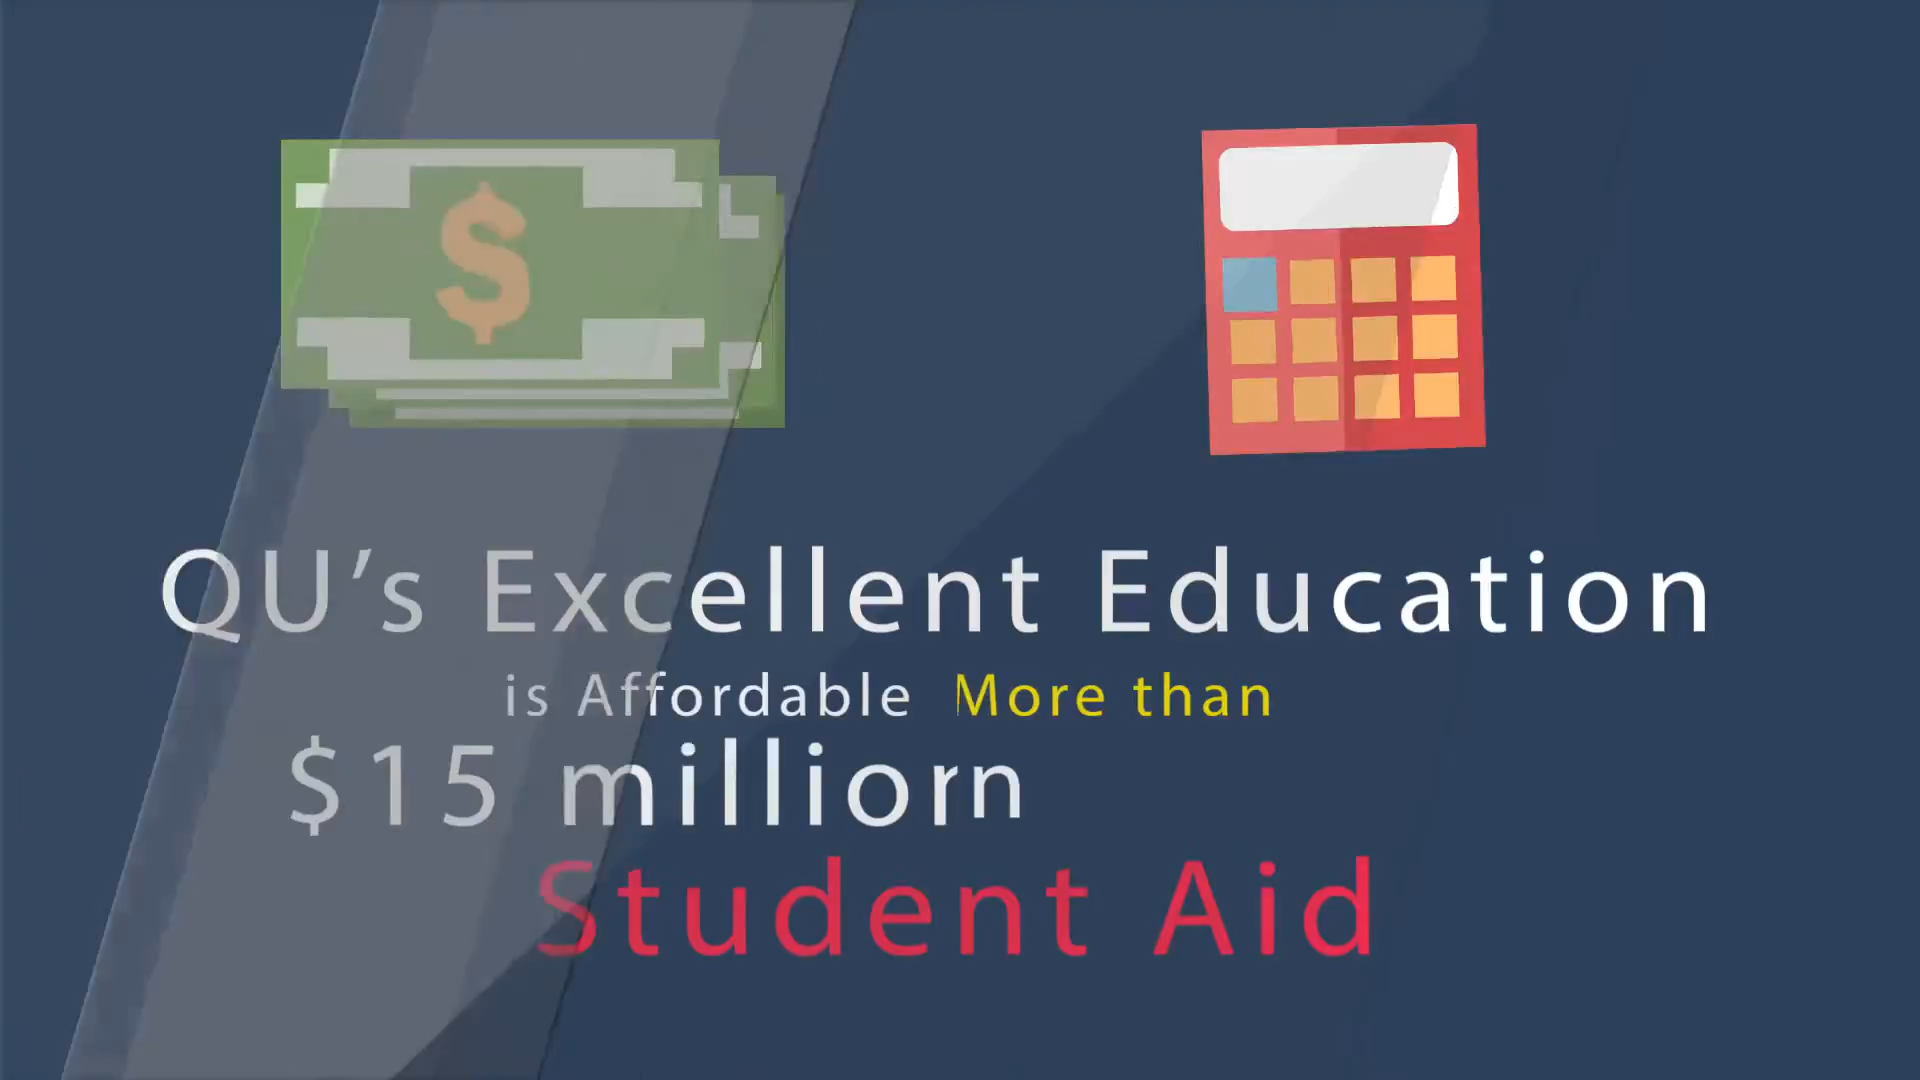 $
QU’s Excellent Education
is Affordable More than
$15 milliorn
Student Aid